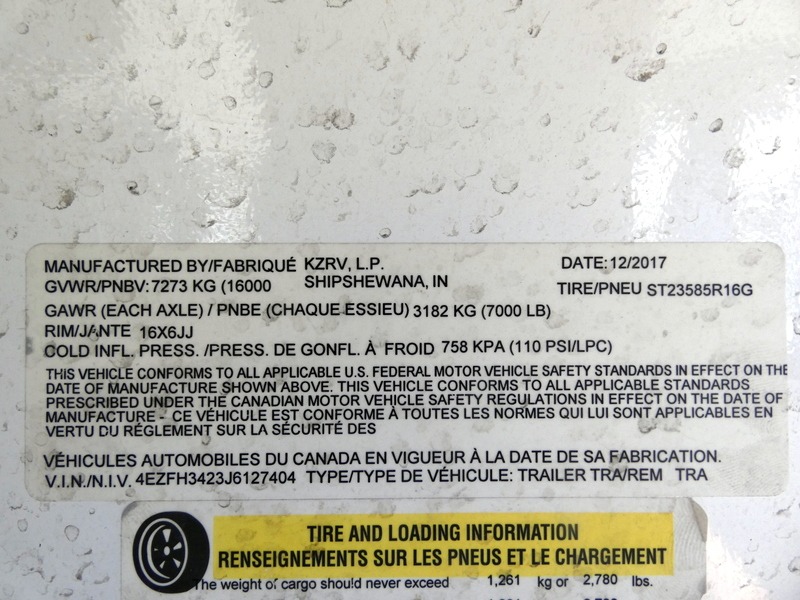 MANUFACTURED BY/FABRIQUÉ KZRV, L.P. DATE:12/2017
GVWR/PNBV:7273 KG (16000 SHIPSHEWANA, IN TIRE/PNEU ST23585R16G
GAWR (EACH AXLE) / PNBE (CHAQUE ESSIEU) 3182 KG (7000 LB)
RIM/JANTE 16X6JJ
COLD INFL. PRESS. /PRESS. DE GONFL. À FROID 758 KPA (110 PSI/LPC)
THIS VEHICLE CONFORMS TO ALL APPLICABLE U.S. FEDERAL MOTOR VEHICLE SAFETY STANDARDS IN EFFECT ON THE
DATE OF MANUFACTURE SHOWN ABOVE. THIS VEHICLE CONFORMS TO ALL APPLICABLE STANDARDS
PRESCRIBED UNDER THE CANADIAN MOTOR VEHICLE SAFETY REGULATIONS IN EFFECT ON THE DATE OF
MANUFACTURE - CE VÉHICULE EST CONFORME À TOUTES LES NORMES QUI LUI SONT APPLICABLES EN
VERTU DU RÉGLEMENT SUR LA SÉCURITÉ DES
VÉHICULES AUTOMOBILES DU CANADA EN VIGUEUR À LA DATE DE SA FABRICATION.
V.I.N./N.I.V. 4EZFH3423J6127404 TYPE/TYPE DE VÉHICULE: TRAILER TRA/REM TRA
TIRE AND LOADING INFORMATION
RENSEIGNEMENTS SUR LES PNEUS ET LE CHARGEMENT
The weight of cargo should never exceed 1,261 kg or 2,780 lbs.